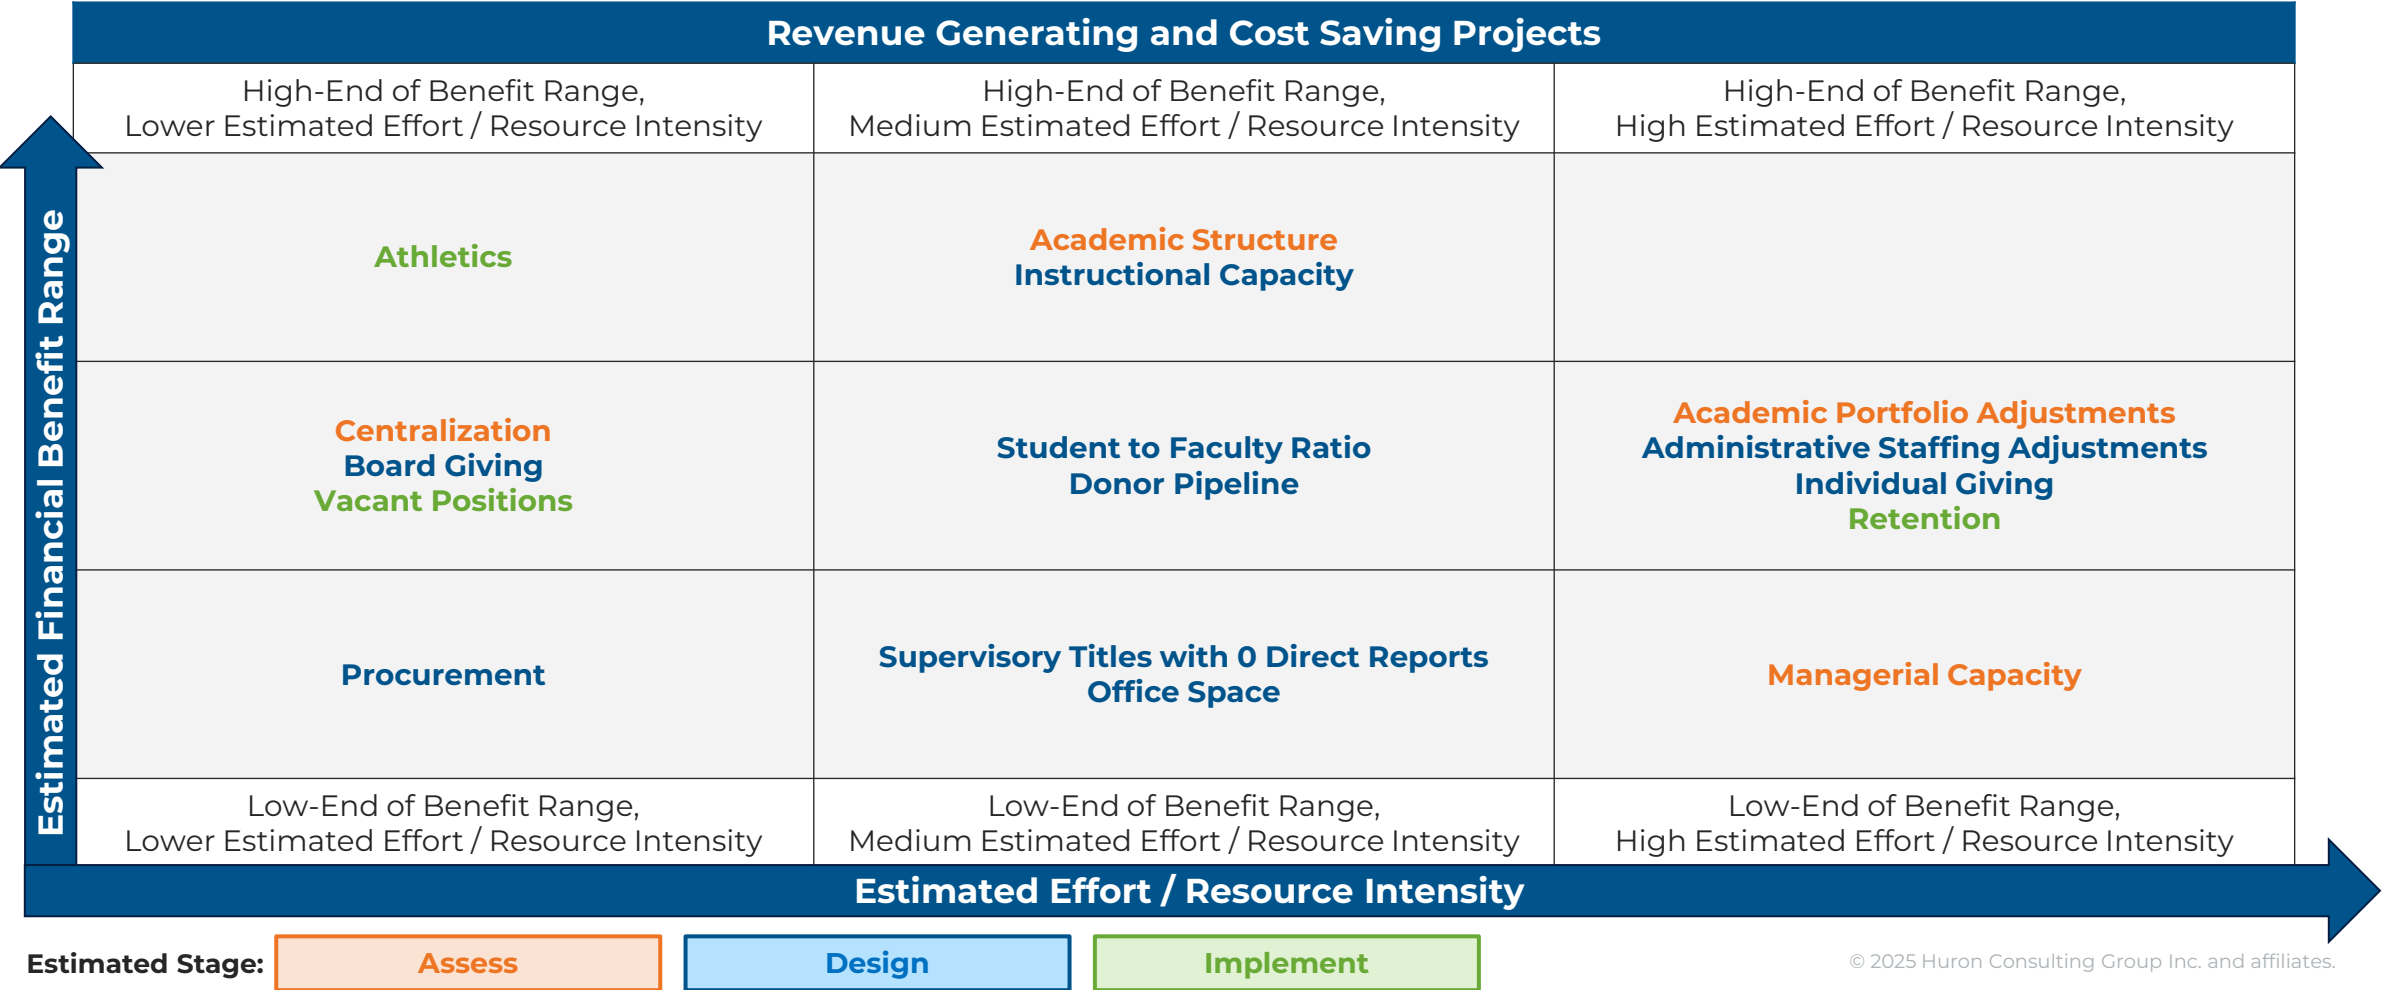 Revenue Generating and Cost Saving Projects
High-End of Benefit Range,
Lower Estimated Effort / Resource Intensity
High-End of Benefit Range,
Medium Estimated Effort / Resource Intensity
High-End of Benefit Range,
High Estimated Effort / Resource Intensity
Estimated Financial Benefit Range
Athletics
Academic Structure
Instructional Capacity
Centralization
Board Giving
Vacant Positions
Student to Faculty Ratio
Donor Pipeline
Academic Portfolio Adjustments
Administrative Staffing Adjustments
Individual Giving
Retention
Procurement
Supervisory Titles with 0 Direct Reports
Office Space
Managerial Capacity
Low-End of Benefit Range,
Lower Estimated Effort / Resource Intensity
Low-End of Benefit Range,
Medium Estimated Effort / Resource Intensity
Low-End of Benefit Range,
High Estimated Effort / Resource Intensity
Estimated Effort / Resource Intensity
Estimated Stage:
Assess
Design
Implement
© 2025 Huron Consulting Group Inc. and affiliates.